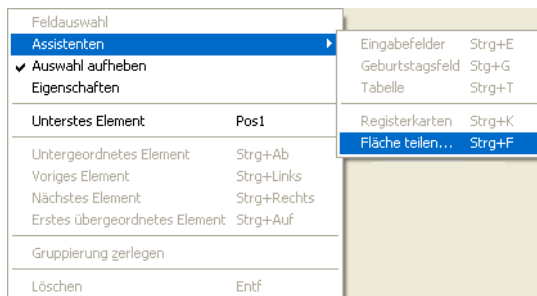 Feldauswahl
Assistenten
Auswahl aufheben
Eigenschaften
Unterstes Element Pos1
Untergeordnetes Element Strg+Ab
Voriges Element Strg+Links
Nächstes Element Strg+Rechts
Erstes übergeordnetes Element Strg+Auf
Gruppierung zerlegen
Löschen Entf
Eingabefelder Strg+E
Geburtstagsfeld Stg+G
Tabelle Strg+T
Registerkarten Strg+K
Fläche teilen... Strg+F